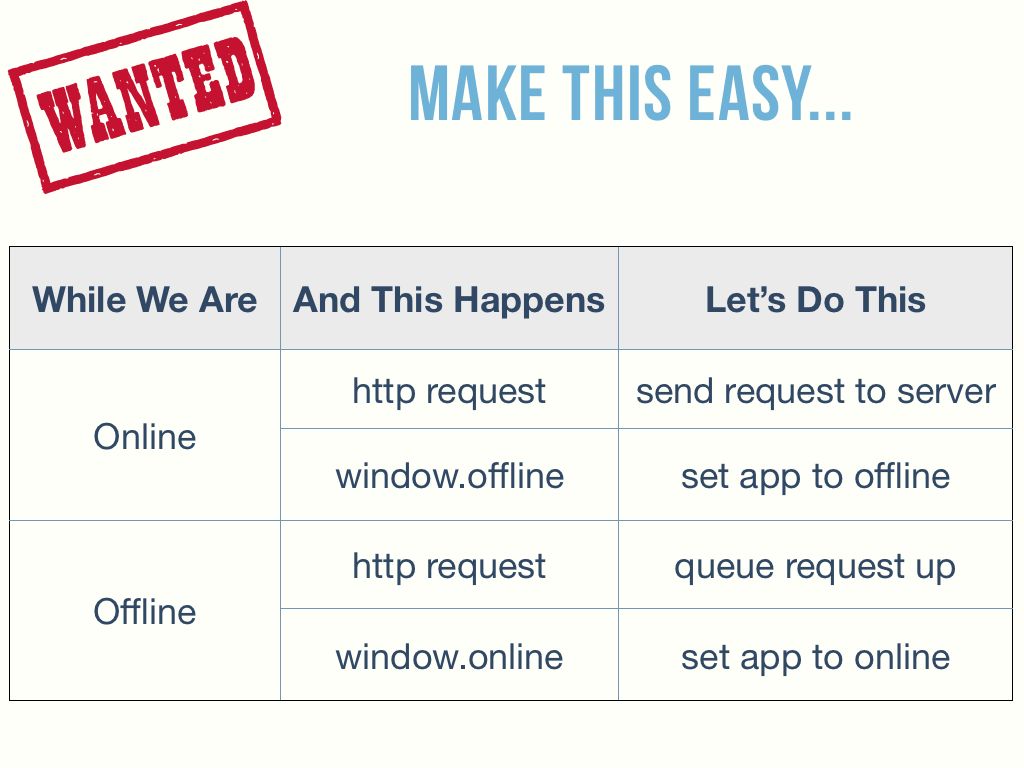 WANTED
MAKE THIS EASY...
While We Are
And This Happens
Let’s Do This
Online
http request
send request to server
window.offline
set app to offline
Offline
http request
queue request up
window.online
set app to online